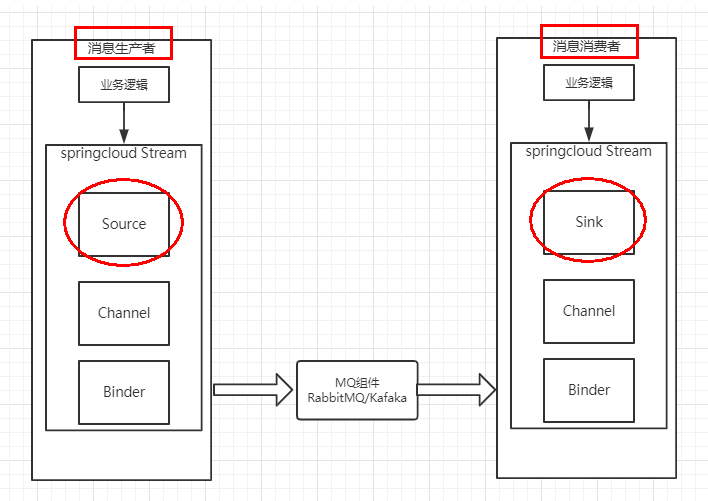 消息生产者
业务逻辑
springcloud Stream
Source
Channel
Binder
MQ组件
RabbitMQ/Kafaka
消息消费者
业务逻辑
springcloud Stream
Sink
Channel
Binder